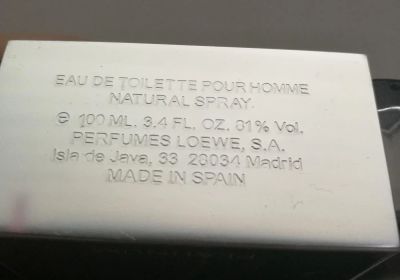 EAU DE TOILETTE POUR HOMME
NATURAL SPRAY.
℮ 100 ML. 3.4 FL. OZ. 81% Vol.
PERFUMES LOEWE, S.A.
Isla de Java, 33 28034 Madrid
MADE IN SPAIN